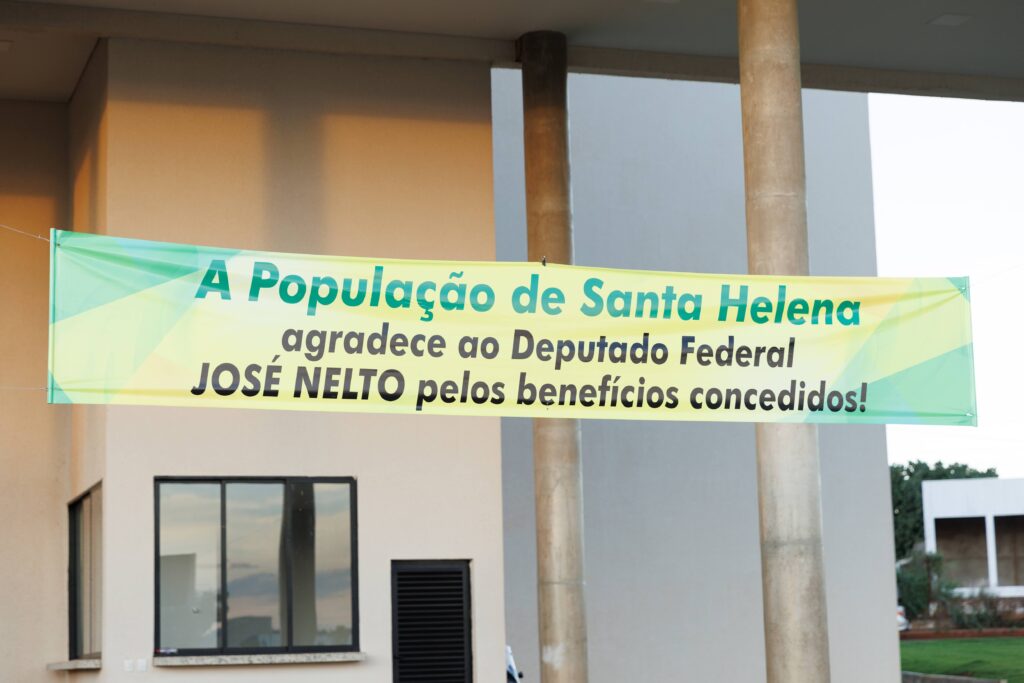 A População de Santa Helena
agradece ao Deputado Federal
JOSÉ NELTO pelos benefícios concedidos!